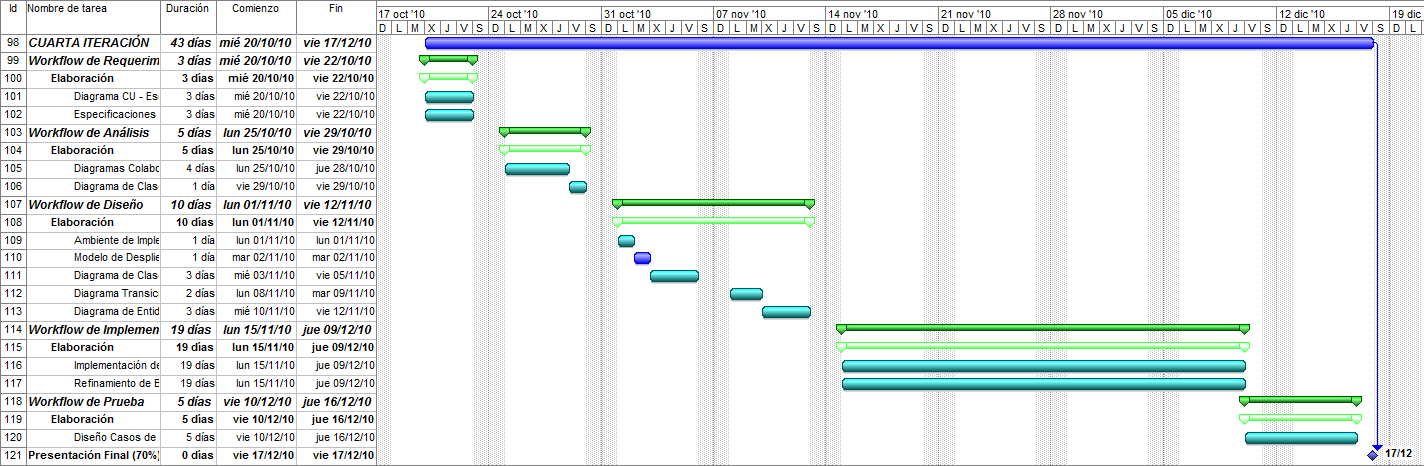 Id Nombre de tarea Duración Comienzo Fin 17 oct '10 24 oct '10 31 oct '10 07 nov '10 14 nov '10 21 nov '10 28 nov '10 05 dic '10 12 dic '10 19 dic
D L M X J V S D L M X J V S D L M X J V S D L M X J V S D L M X J V S D L M X J V S D L M X J V S D L M X J V S D L M X J V S D L
98 CUARTA ITERACIÓN 43 días mié 20/10/10 vie 17/12/10
99 Workflow de Requerim 3 días mié 20/10/10 vie 22/10/10
100 Elaboración 3 días mié 20/10/10 vie 22/10/10
101 Diagrama CU - Es 3 días mié 20/10/10 vie 22/10/10
102 Especificaciones 3 días mié 20/10/10 vie 22/10/10
103 Workflow de Análisis 5 días lun 25/10/10 vie 29/10/10
104 Elaboración 5 días lun 25/10/10 vie 29/10/10
105 Diagramas Colabo 4 días lun 25/10/10 jue 28/10/10
106 Diagrama de Clas 1 día vie 29/10/10 vie 29/10/10
107 Workflow de Diseño 10 días lun 01/11/10 vie 12/11/10
108 Elaboración 10 días lun 01/11/10 vie 12/11/10
109 Ambiente de Imple 1 día lun 01/11/10 lun 01/11/10
110 Modelo de Desplie 1 día mar 02/11/10 mar 02/11/10
111 Diagrama de Clas 3 días mié 03/11/10 vie 05/11/10
112 Diagrama Transic 2 días lun 08/11/10 mar 09/11/10
113 Diagrama de Entid 3 días mié 10/11/10 vie 12/11/10
114 Workflow de Implemen 19 días lun 15/11/10 jue 09/12/10
115 Elaboración 19 días lun 15/11/10 jue 09/12/10
116 Implementación de 19 días lun 15/11/10 jue 09/12/10
117 Refinamiento de E 19 días lun 15/11/10 jue 09/12/10
118 Workflow de Prueba 5 días vie 10/12/10 jue 16/12/10
119 Elaboración 5 días vie 10/12/10 jue 16/12/10
120 Diseño Casos de 5 días vie 10/12/10 jue 16/12/10
121 Presentación Final (70%) 0 días vie 17/12/10 vie 17/12/10 17/12